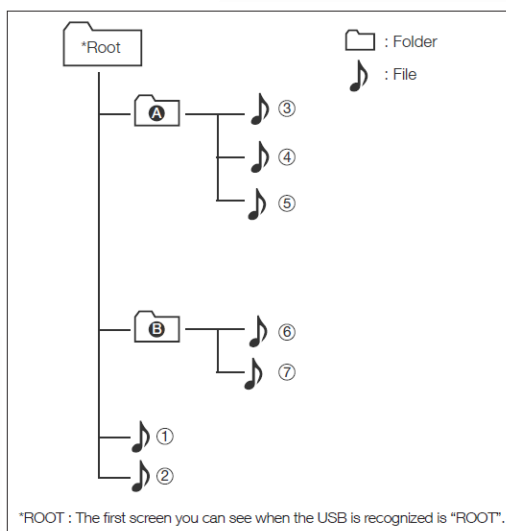 *Root
: Folder
: File
A
③
④
⑤
B
⑥
⑦
①
②
*ROOT : The first screen you can see when the USB is recognized is “ROOT”.